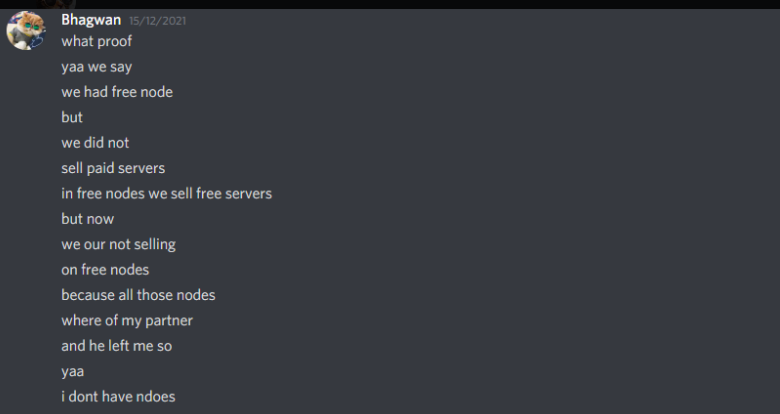 Bhagwan 15/12/2021
what proof
yaa we say
we had free node
but
we did not
sell paid servers
in free nodes we sell free servers
but now
we our not selling
on free nodes
because all those nodes
where of my partner
and he left me so
yaa
i dont have ndoes